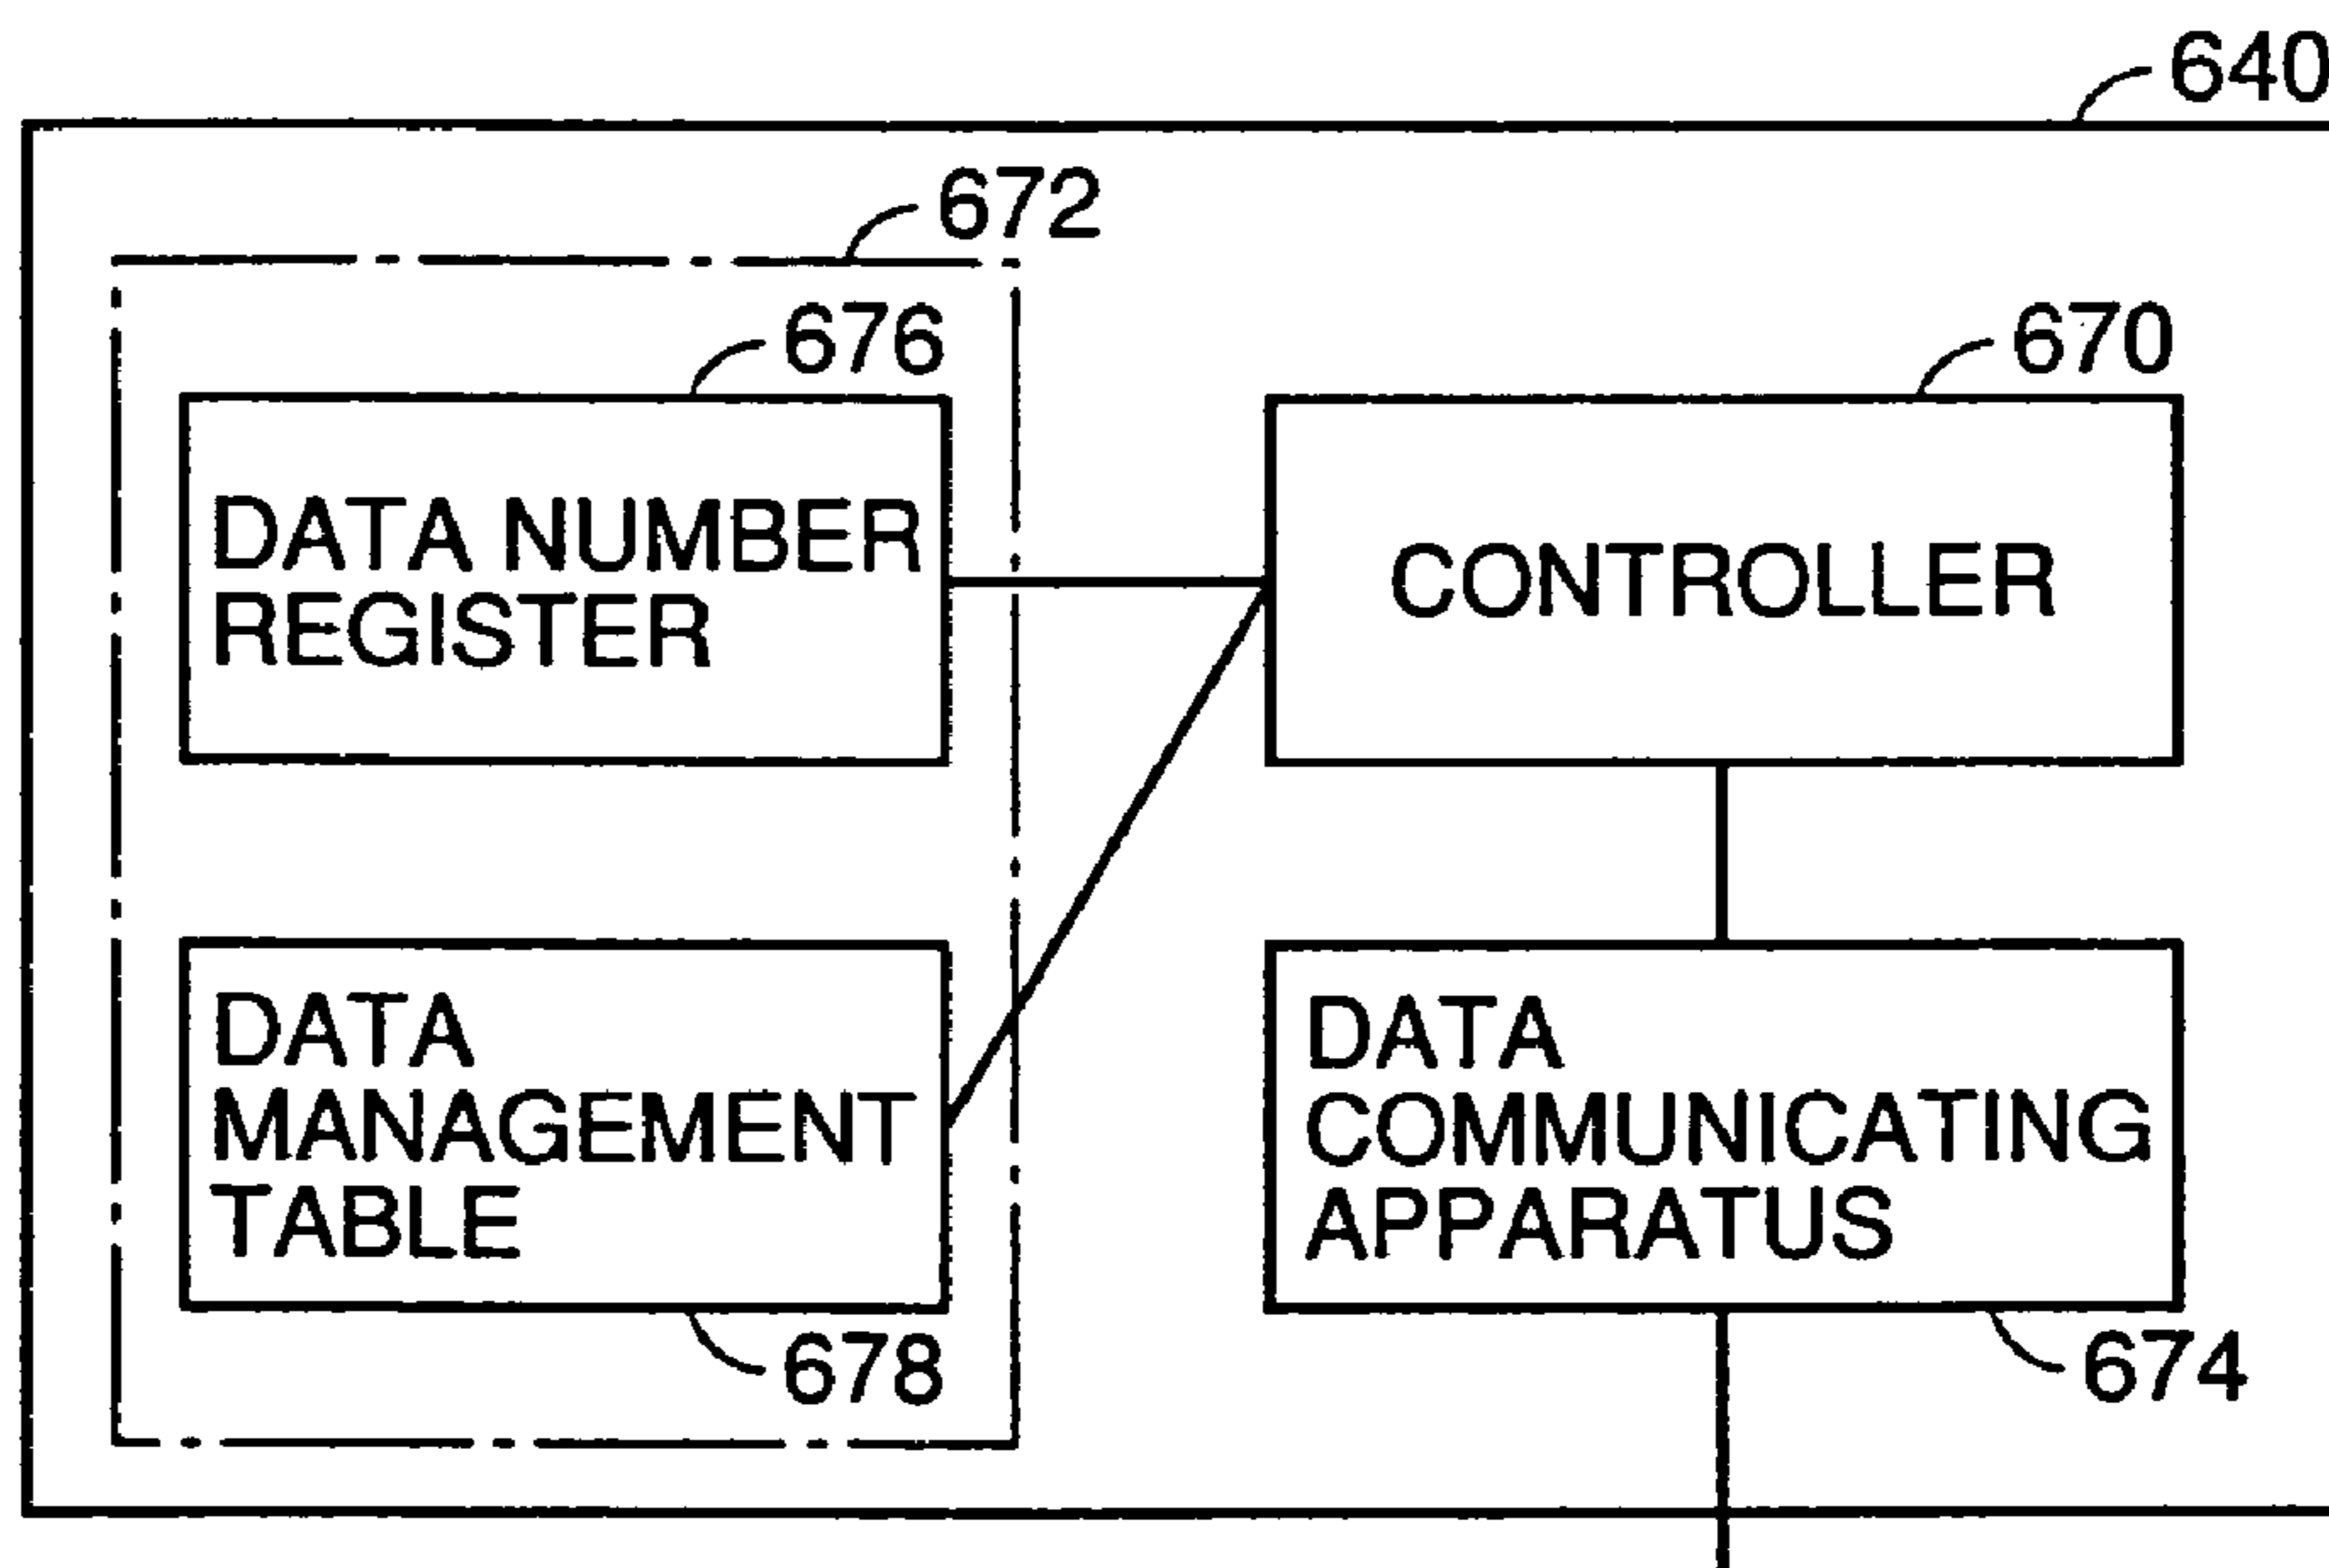 640
672
676
670
DATA NUMBER
REGISTER
CONTROLLER
DATA
MANAGEMENT
TABLE
DATA
COMMUNICATING
APPARATUS
678
674